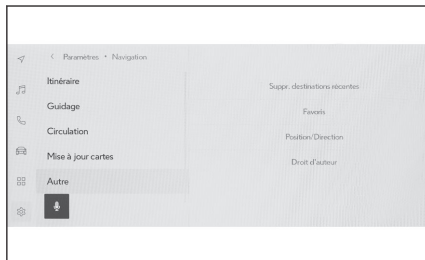 Paramètres • Navigation
Itinéraire
Guidage
Circulation
Mise à jour cartes
Autre
Suppr. destinations récentes
Favoris
Position/Direction
Droit d'auteur